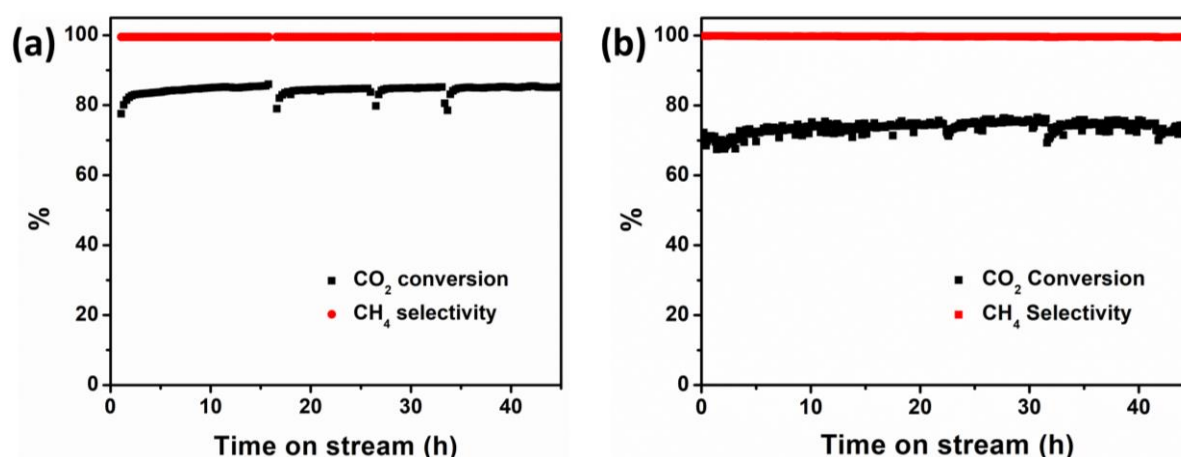 (a)
100
80
60
40
20
0
%
CO₂ conversion
CH₄ selectivity
0 10 20 30 40
Time on stream (h)
(b)
100
80
60
40
20
0
%
CO₂ Conversion
CH₄ Selectivity
0 10 20 30 40
Time on stream (h)